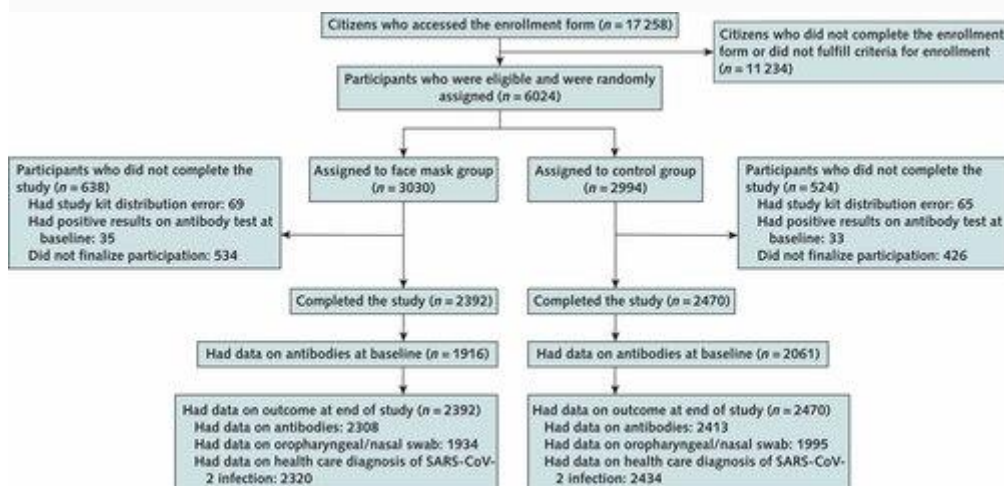 Citizens who accessed the enrollment form (n = 17 258)
Citizens who did not complete the enrollment
form or did not fulfill criteria for enrollment
(n = 11 234)
Participants who were eligible and were randomly
assigned (n = 6024)
Participants who did not complete the
study (n = 638)
Had study kit distribution error: 69
Had positive results on antibody test at
baseline: 35
Did not finalize participation: 534
Assigned to face mask group
(n = 3030)
Assigned to control group
(n = 2994)
Participants who did not complete the
study (n = 524)
Had study kit distribution error: 65
Had positive results on antibody test at
baseline: 33
Did not finalize participation: 426
Completed the study (n = 2392)
Completed the study (n = 2470)
Had data on antibodies at baseline (n = 1916)
Had data on antibodies at baseline (n = 2061)
Had data on outcome at end of study (n = 2392)
Had data on antibodies: 2308
Had data on oropharyngeal/nasal swab: 1934
Had data on health care diagnosis of SARS-CoV-
2 infection: 2320
Had data on outcome at end of study (n = 2470)
Had data on antibodies: 2413
Had data on oropharyngeal/nasal swab: 1995
Had data on health care diagnosis of SARS-CoV-
2 infection: 2434